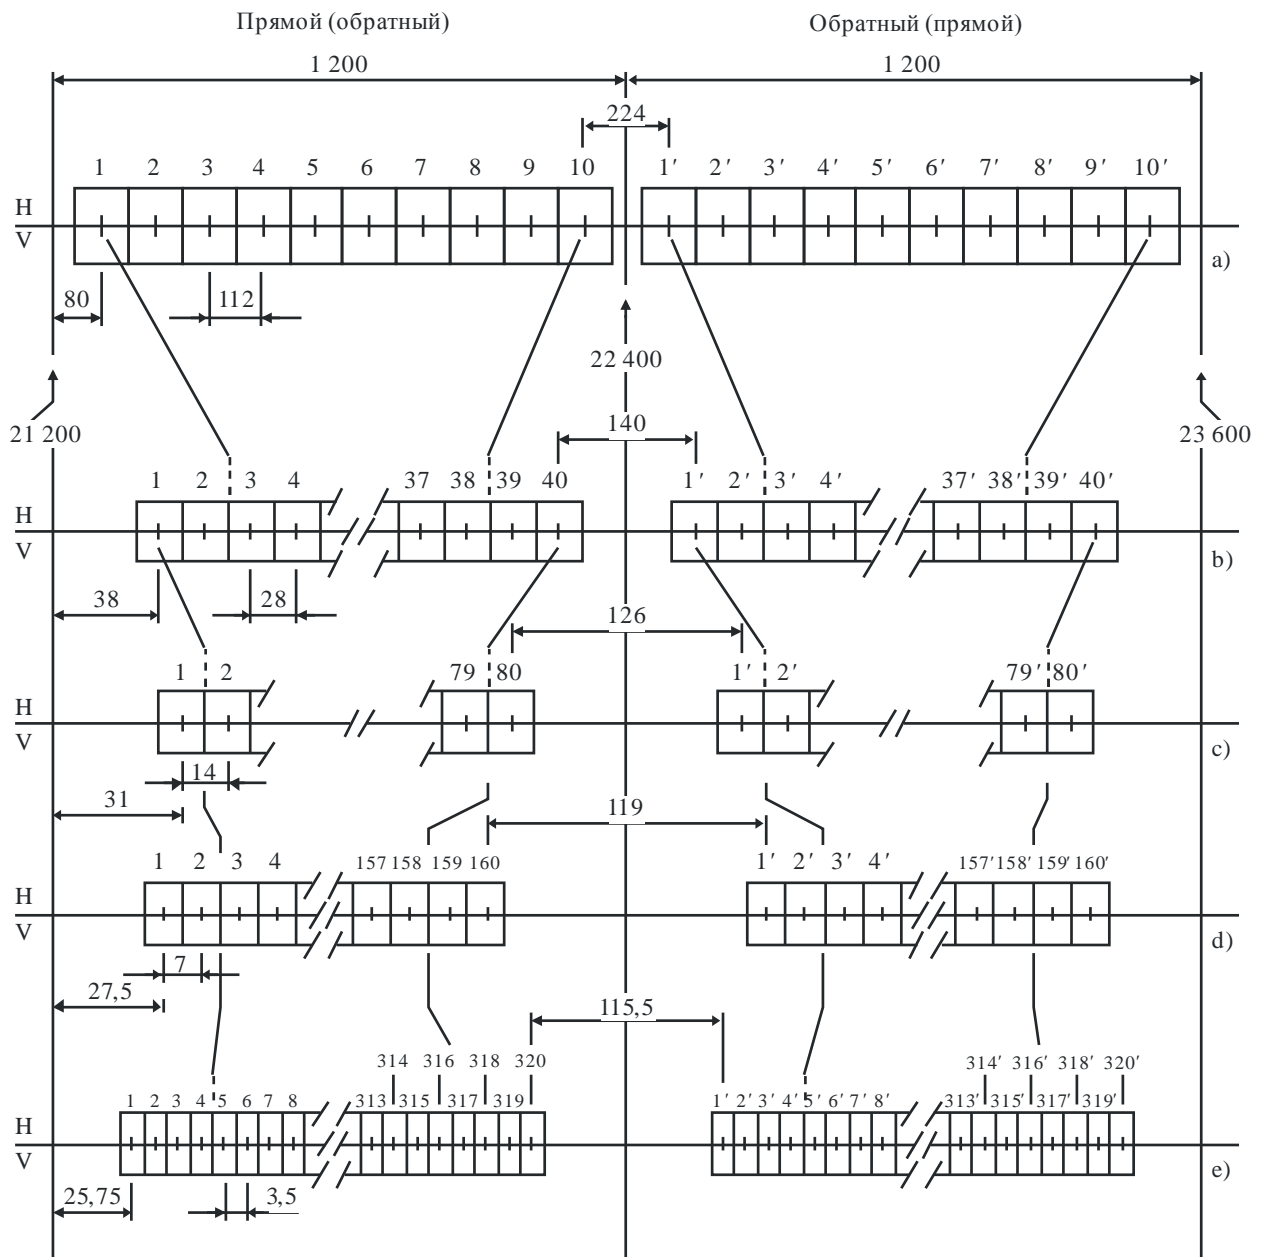 Прямой (обратный) Обратный (прямой)
1 200 1 200
224
1 2 3 4 5 6 7 8 9 10 1′ 2′ 3′ 4′ 5′ 6′ 7′ 8′ 9′ 10′
H
V
a)
80 112
22 400
21 200 23 600
140
1 2 3 4 37 38 39 40 1′ 2′ 3′ 4′ 37′ 38′ 39′ 40′
H
V
b)
38 28
126
1 2 79 80 1′ 2′ 79′ 80′
H
V
c)
14
31
119
1 2 3 4 157 158 159 160 1′ 2′ 3′ 4′ 157′ 158′ 159′ 160′
H
V
d)
7
27,5
115,5
314 316 318 320 314′ 316′ 318′ 320′
1 2 3 4 5 6 7 8 313 315 317 319 1′ 2′ 3′ 4′ 5′ 6′ 7′ 8′ 313′ 315′ 317′ 319′
H
V
e)
25,75 3,5